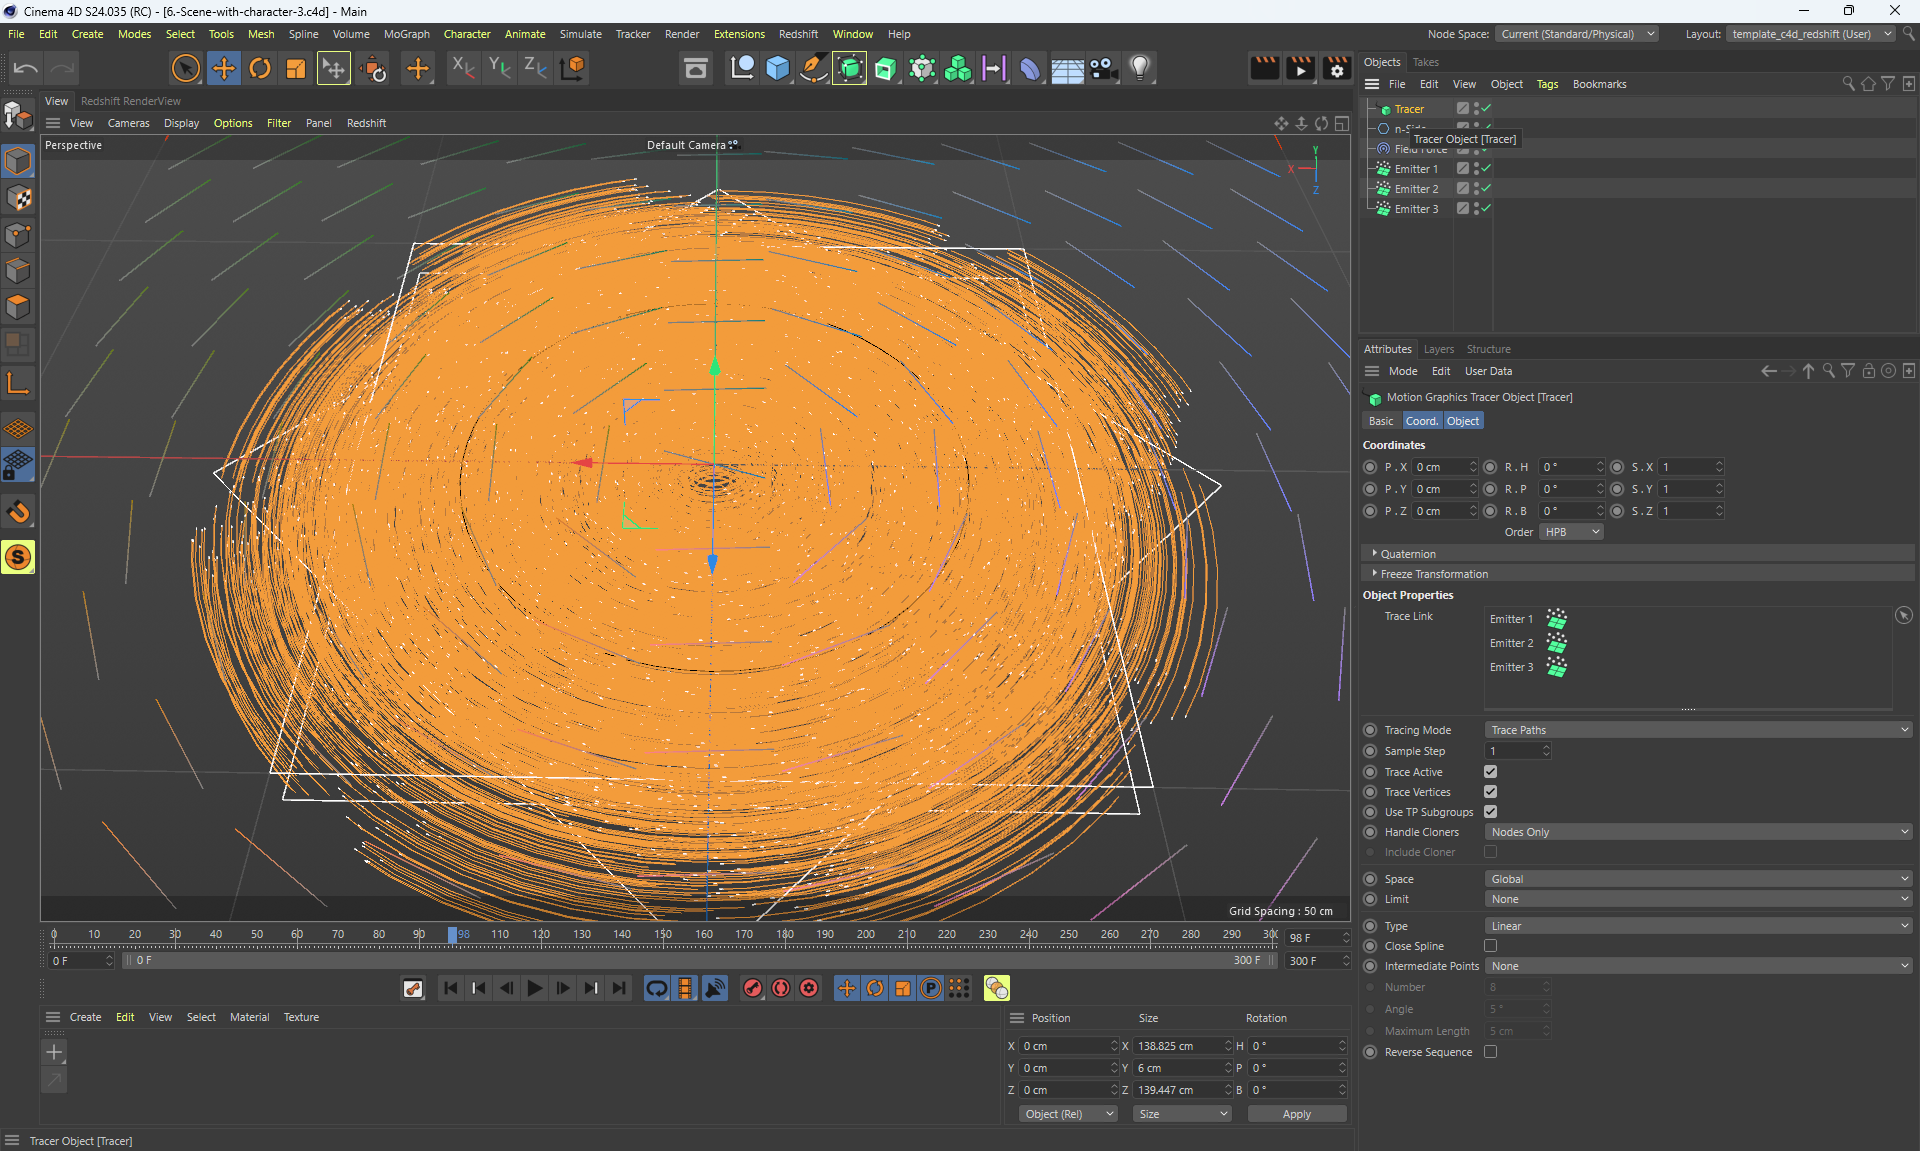 Cinema 4D S24.035 (RC) - [6.-Scene-with-character-3.c4d] - Main
File Edit Create Modes Select Tools Mesh Spline Volume MoGraph Character Animate Simulate Tracker Render Extensions Redshift Window Help
Node Space: Current (Standard/Physical) Layout: template_c4d_redshift (User)
Objects Takes
File Edit View Object Tags Bookmarks
Tracer
Tracer Object [Tracer]
Emitter 1
Emitter 2
Emitter 3
View Redshift RenderView
View Cameras Display Options Filter Panel Redshift
Perspective
Default Camera
Y
X
Z
Grid Spacing : 50 cm
Attributes Layers Structure
Mode Edit User Data
Motion Graphics Tracer Object [Tracer]
Basic Coord. Object
Coordinates
P . X 0 cm R . H 0 ° S . X 1
P . Y 0 cm R . P 0 ° S . Y 1
P . Z 0 cm R . B 0 ° S . Z 1
Order HPB
Quaternion
Freeze Transformation
Object Properties
Trace Link
Emitter 1
Emitter 2
Emitter 3
Tracing Mode Trace Paths
Sample Step 1
Trace Active
Trace Vertices
Use TP Subgroups
Handle Cloners Nodes Only
Include Cloner
Space Global
Limit None
Type Linear
Close Spline
Intermediate Points None
Number 8
Angle 5 °
Maximum Length 5 cm
Reverse Sequence
0 10 20 30 40 50 60 70 80 90 98 110 120 130 140 150 160 170 180 190 200 210 220 230 240 250 260 270 280 290 300 98 F
0 F 0 F 300 F 300 F
Create Edit View Select Material Texture
Position Size Rotation
X 0 cm X 138.825 cm H 0 °
Y 0 cm Y 6 cm P 0 °
Z 0 cm Z 139.447 cm B 0 °
Object (Rel) Size Apply
Tracer Object [Tracer]